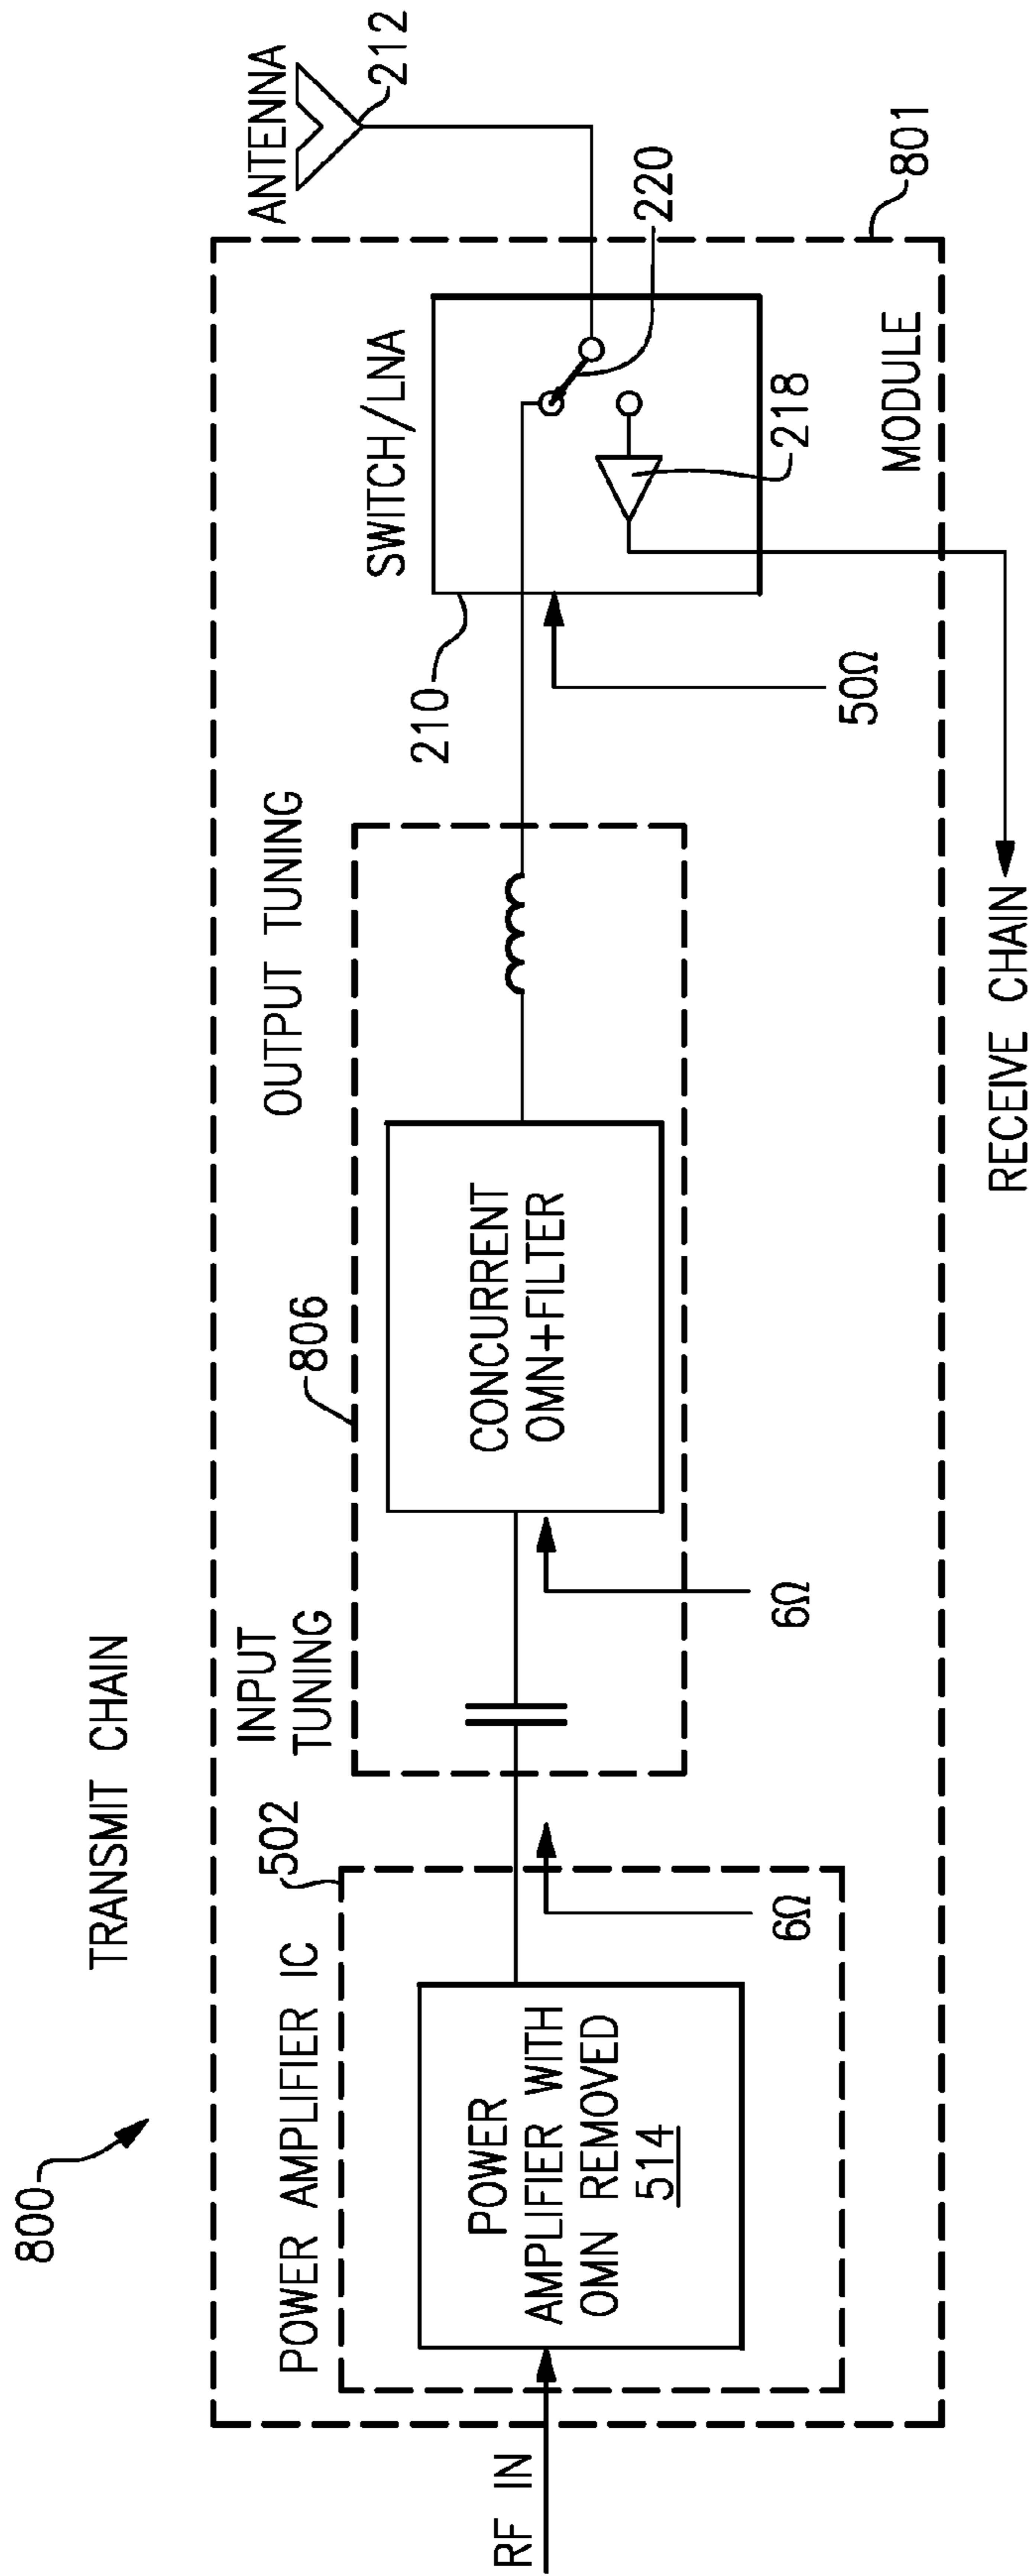 800
TRANSMIT CHAIN
POWER AMPLIFIER IC
502
INPUT
TUNING
806
OUTPUT TUNING
SWITCH/LNA
210
ANTENNA
212
220
218
RF IN
POWER
AMPLIFIER WITH
OMN REMOVED
514
6Ω
6Ω
CONCURRENT
OMN+FILTER
50Ω
MODULE
801
RECEIVE CHAIN